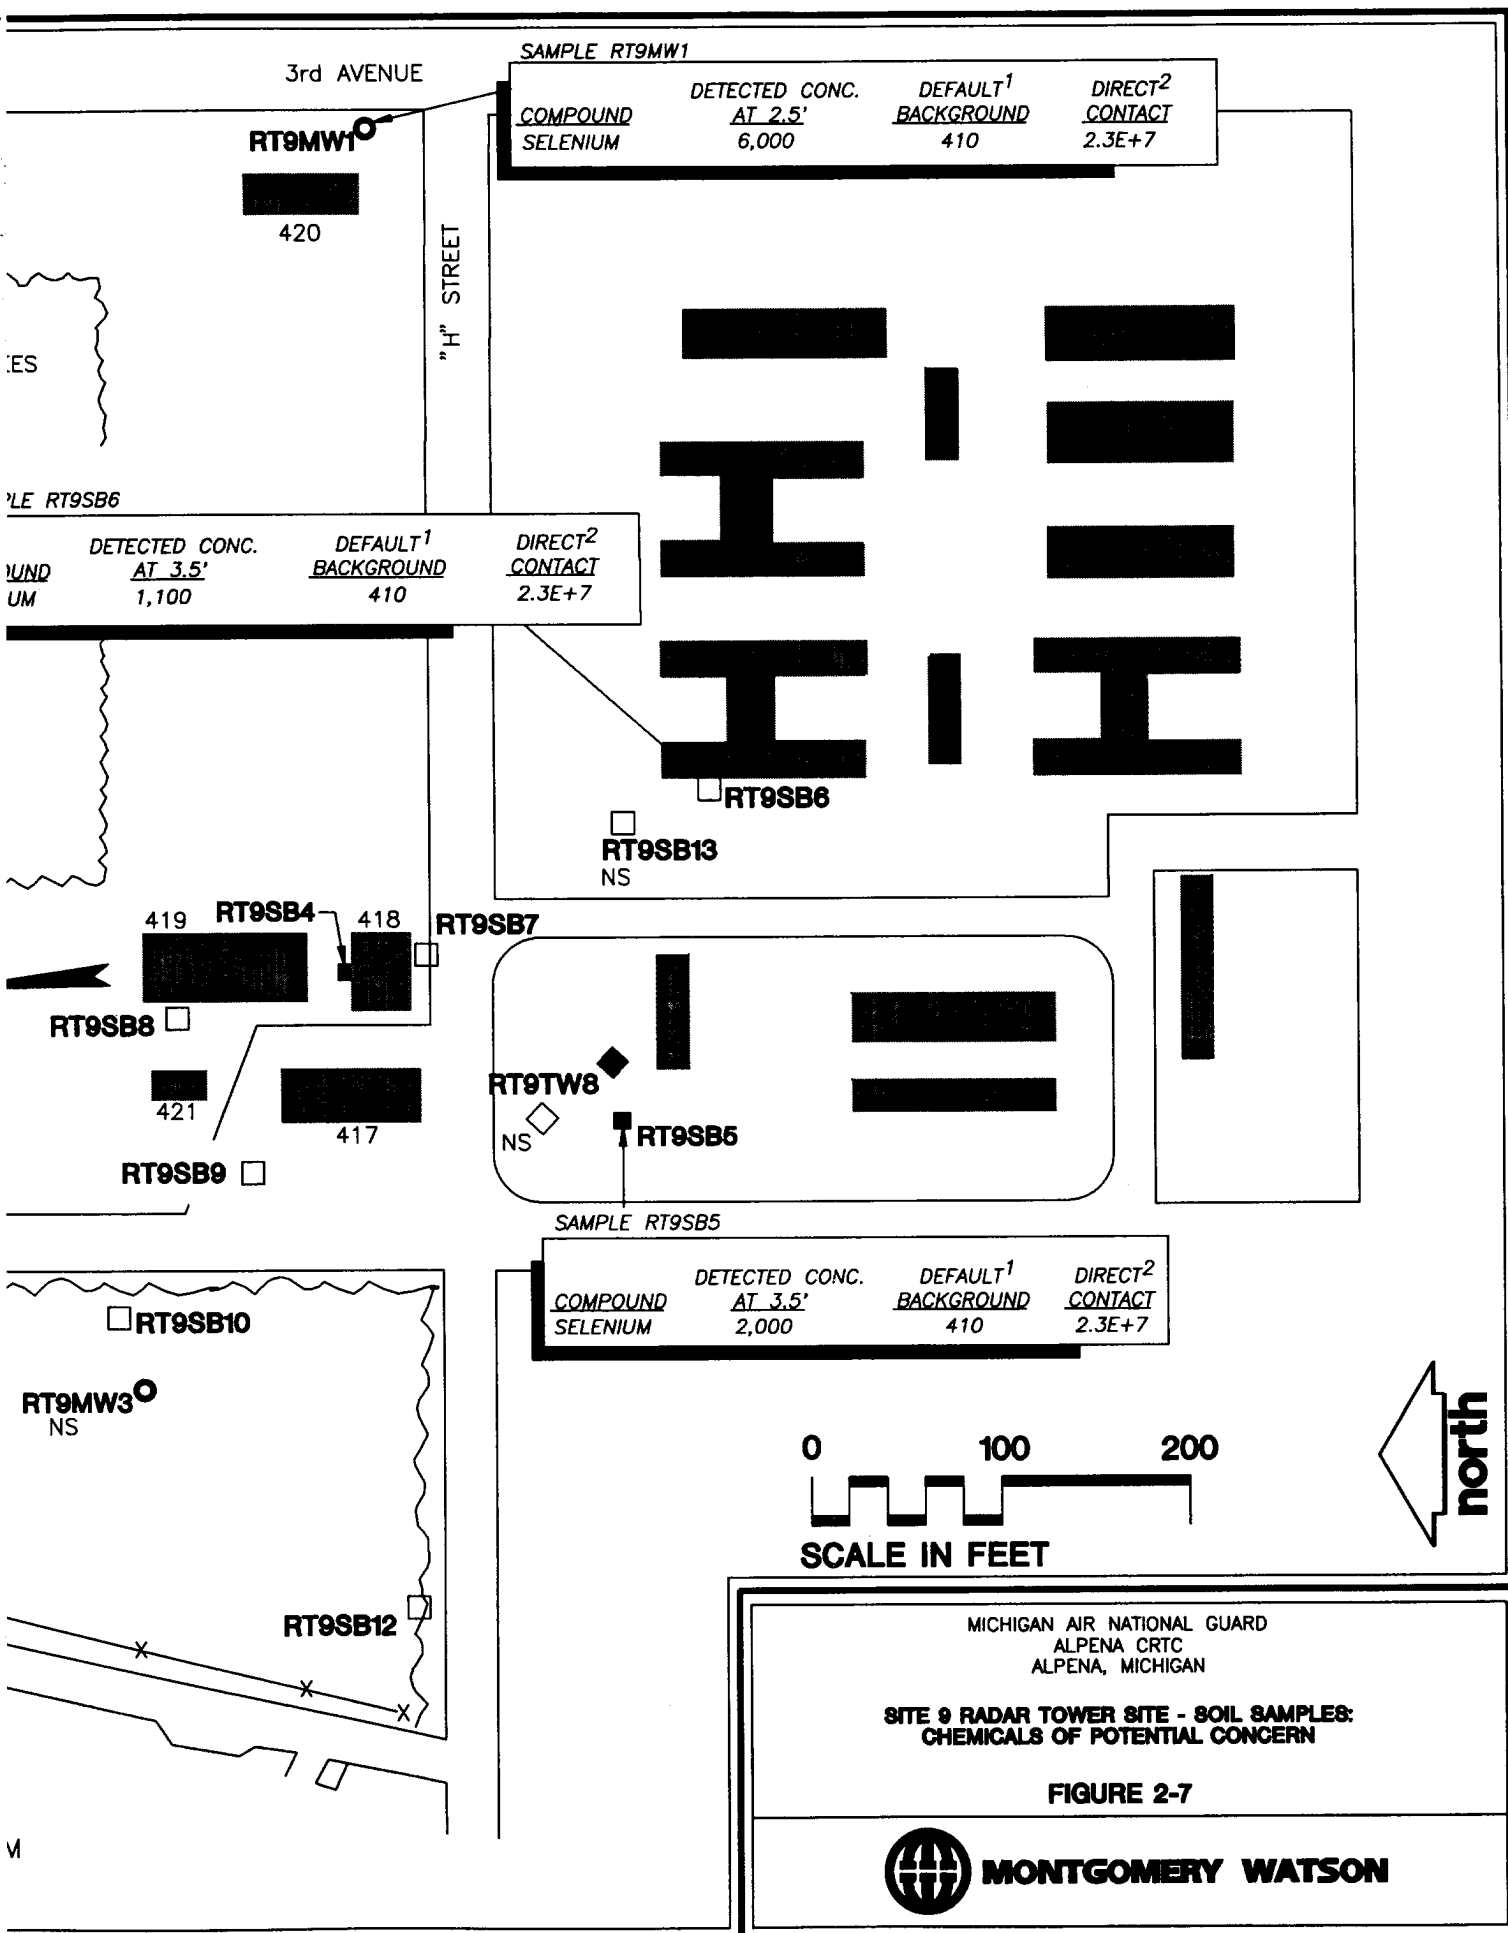 3rd AVENUE
SAMPLE RT9MW1
DETECTED CONC. DEFAULT1 DIRECT2
COMPOUND AT 2.5' BACKGROUND CONTACT
SELENIUM 6,000 410 2.3E+7
RT9MW1
420
"H" STREET
EES
PLE RT9SB6
DETECTED CONC. DEFAULT1 DIRECT2
OUND AT 3.5' BACKGROUND CONTACT
UM 1,100 410 2.3E+7
RT9SB6
RT9SB13
NS
419
RT9SB4
418
RT9SB7
RT9SB8
421
417
RT9SB9
RT9TW8
NS
RT9SB5
SAMPLE RT9SB5
DETECTED CONC. DEFAULT1 DIRECT2
COMPOUND AT 3.5' BACKGROUND CONTACT
SELENIUM 2,000 410 2.3E+7
RT9SB10
RT9MW3
NS
0 100 200
SCALE IN FEET
north
RT9SB12
X
X
X
M
MICHIGAN AIR NATIONAL GUARD
ALPENA CRTC
ALPENA, MICHIGAN
SITE 9 RADAR TOWER SITE - SOIL SAMPLES:
CHEMICALS OF POTENTIAL CONCERN
FIGURE 2-7
MONTGOMERY WATSON